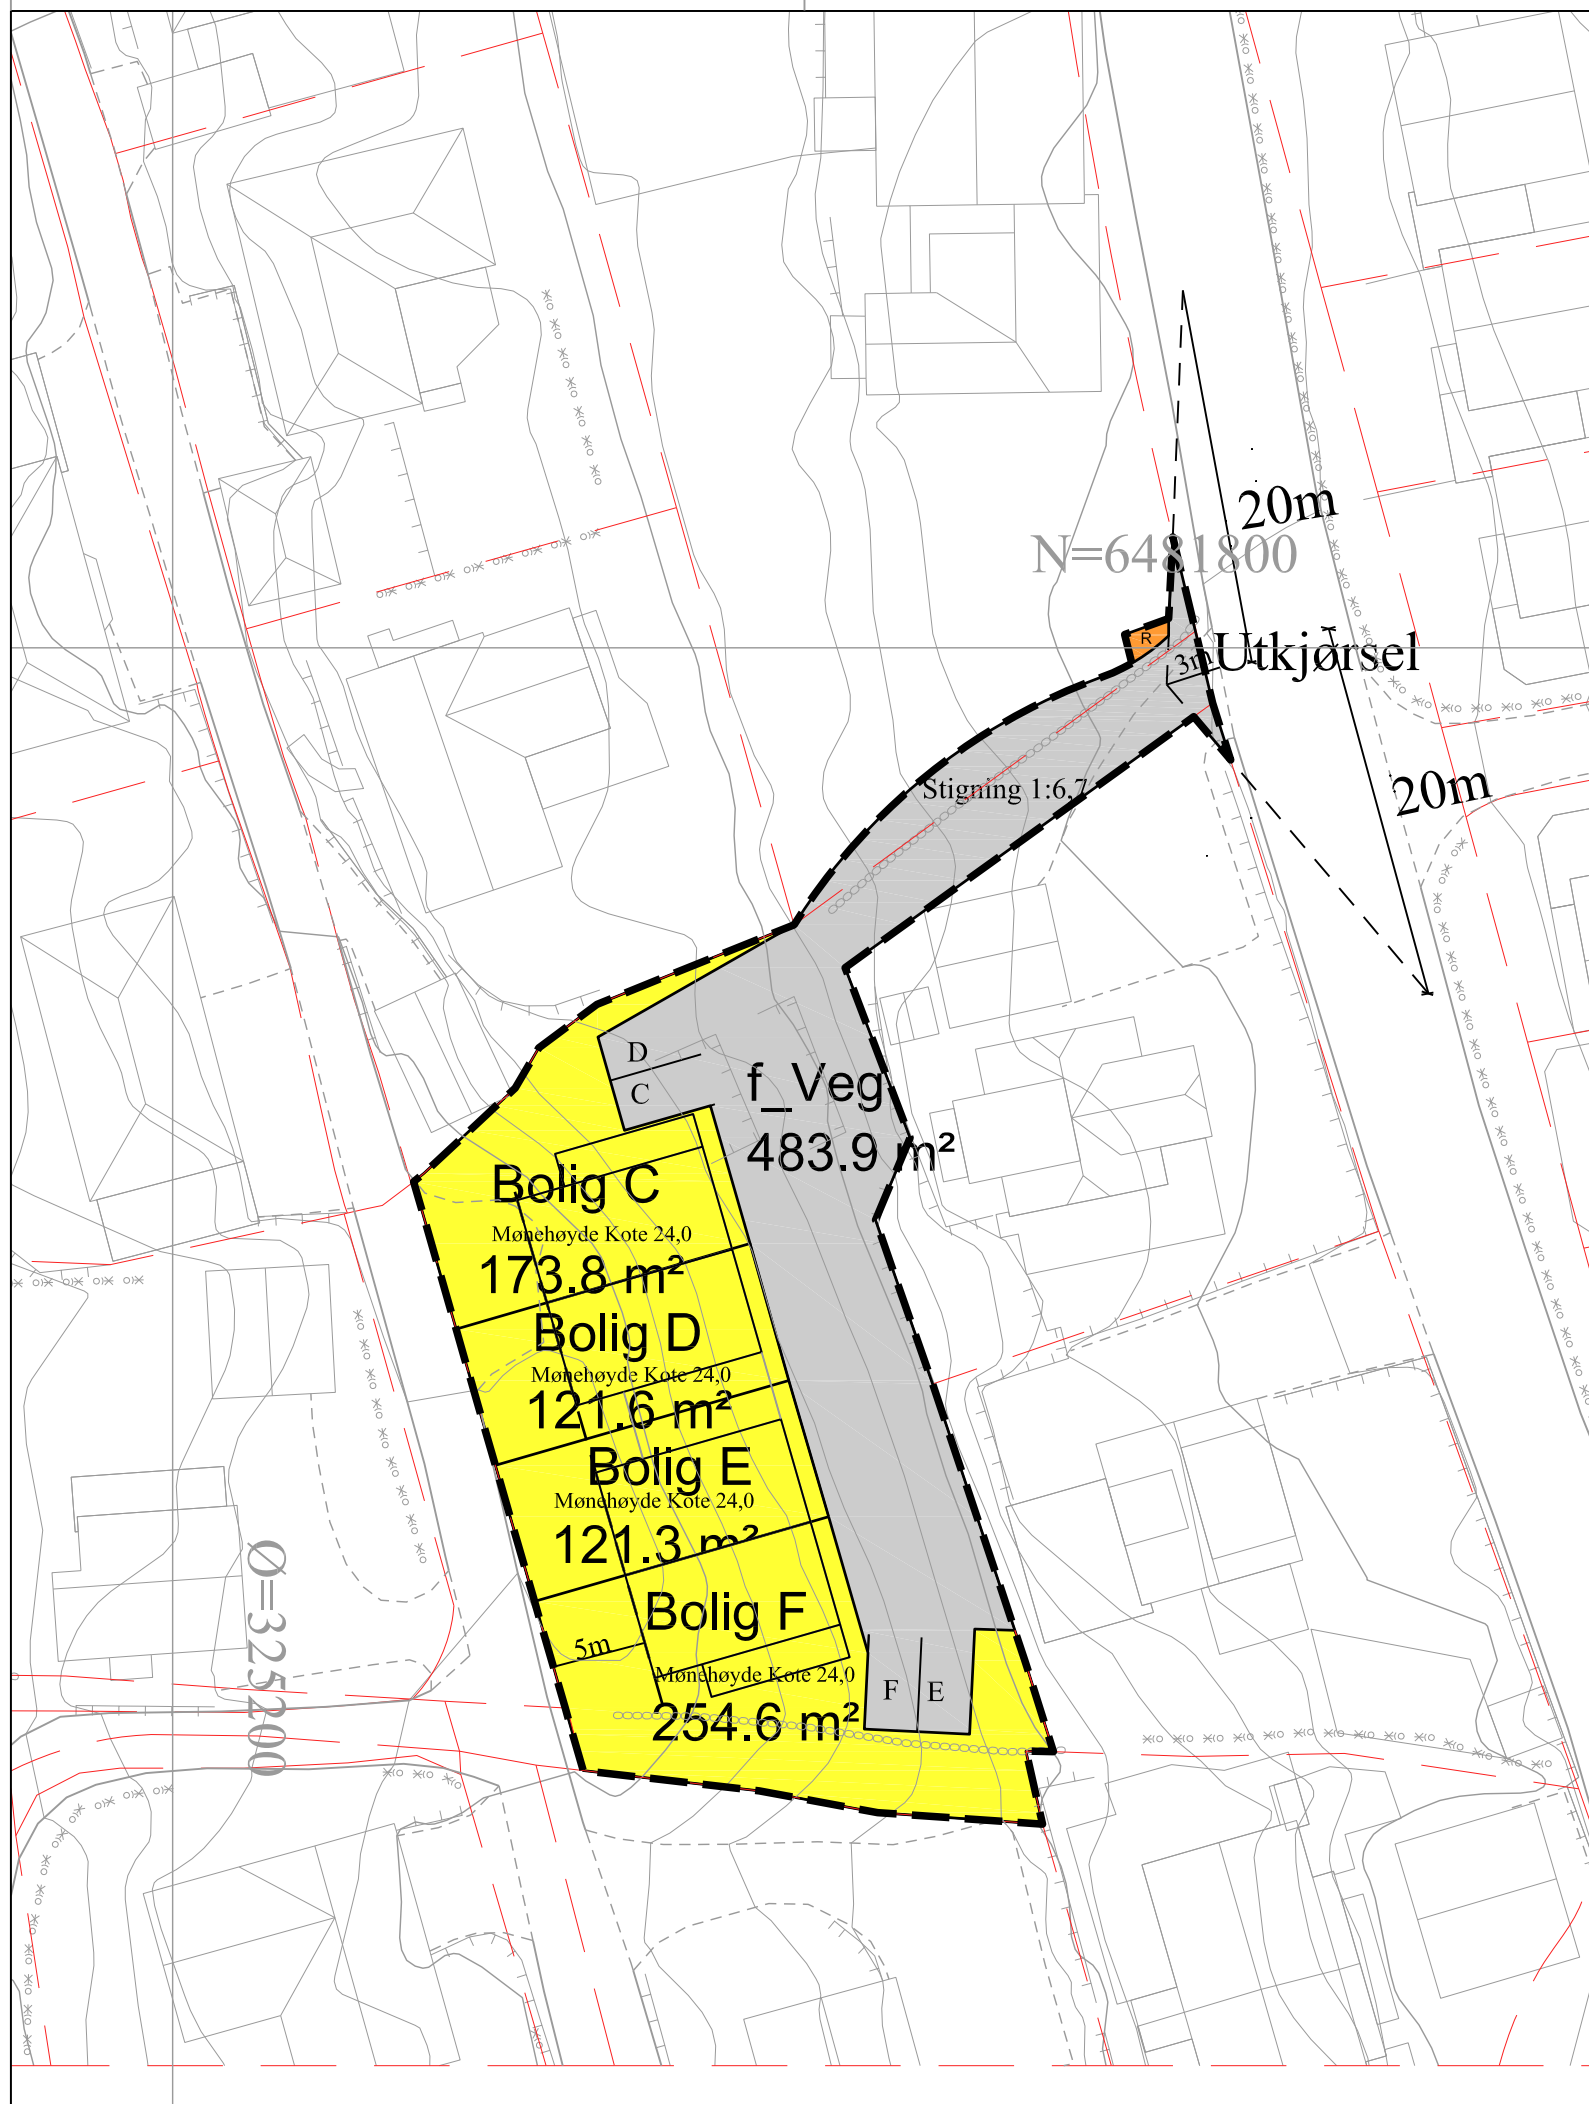 20m
N=6481800
R
3m
Utkjørsel
Stigning 1:6,7
20m
D
C
f_Veg
483.9 m²
Bolig C
Mønehøyde Kote 24,0
173.8 m²
Bolig D
Mønehøyde Kote 24,0
121.6 m²
Bolig E
Mønehøyde Kote 24,0
121.3 m²
Bolig F
5m
Mønehøyde Kote 24,0
254.6 m²
F
E
Ø=325200